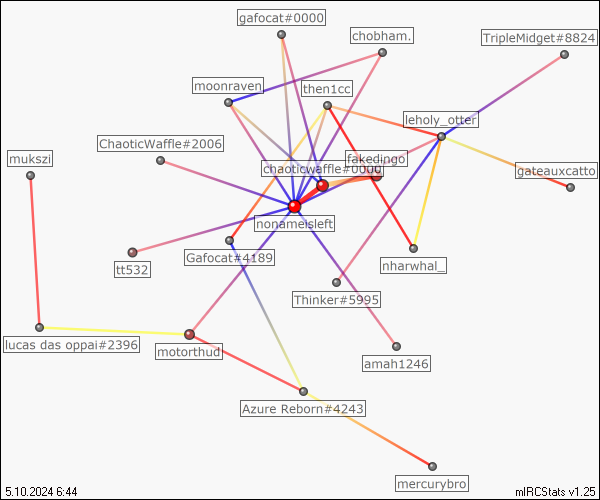 gafocat#0000
chobham.
TripleMidget#8824
moonraven
then1cc
leholy_otter
ChaoticWaffle#2006
mukszi
fakedingo
chaoticwaffle#0000
gateauxcatto
nonameisleft
Gafocat#4189
nharwhal_
tt532
Thinker#5995
lucas das oppai#2396
motorthud
amah1246
Azure Reborn#4243
mercurybro
5.10.2024 6:44
mIRCStats v1.25